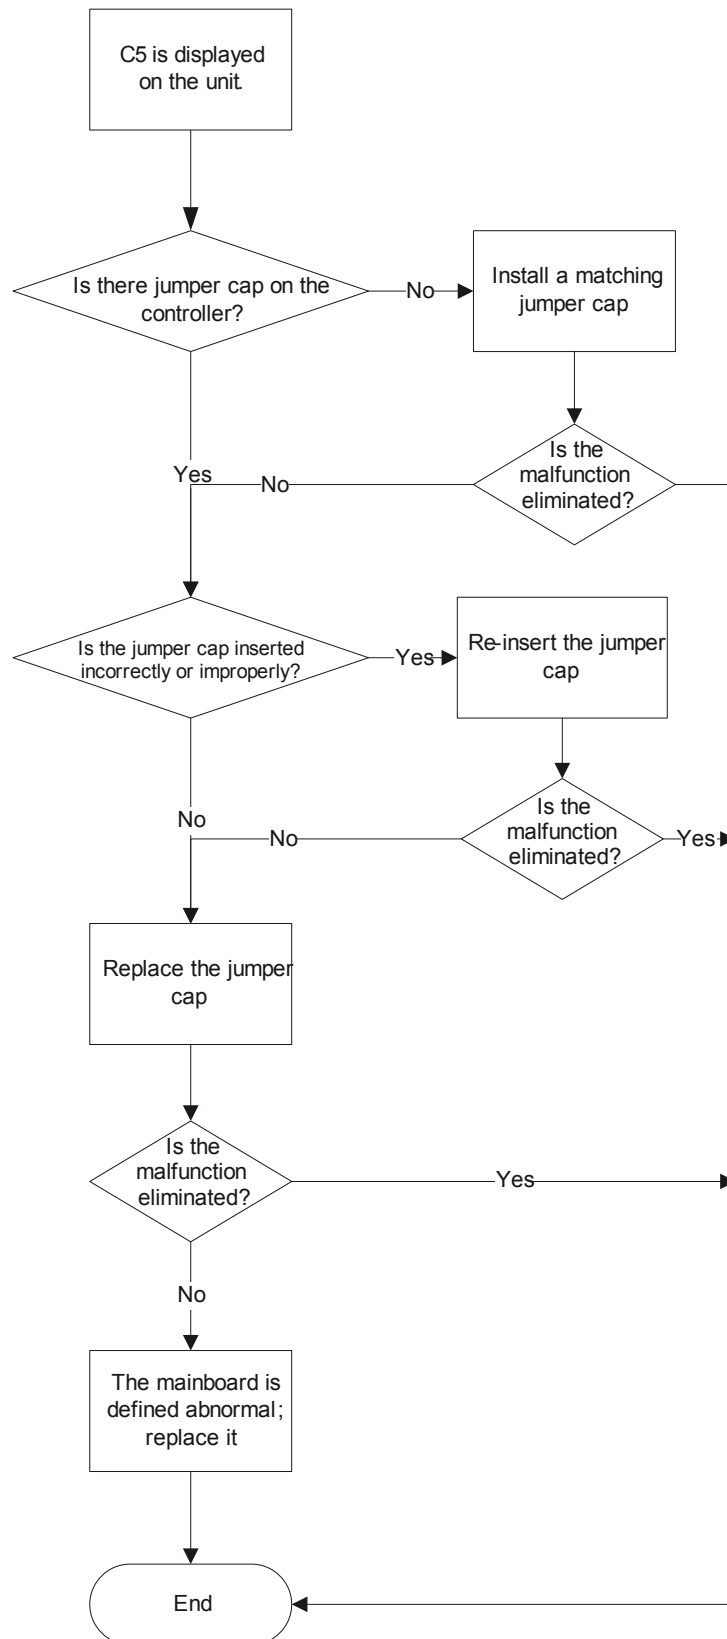 C5 is displayed
on the unit.
Is there jumper cap on the
controller?
No
Install a matching
jumper cap
Yes
No
Is the
malfunction
eliminated?
Is the jumper cap inserted
incorrectly or improperly?
Yes
Re-insert the jumper
cap
No
No
Is the
malfunction
eliminated?
Yes
Replace the jumper
cap
Is the
malfunction
eliminated?
Yes
No
The mainboard is
defined abnormal;
replace it
End